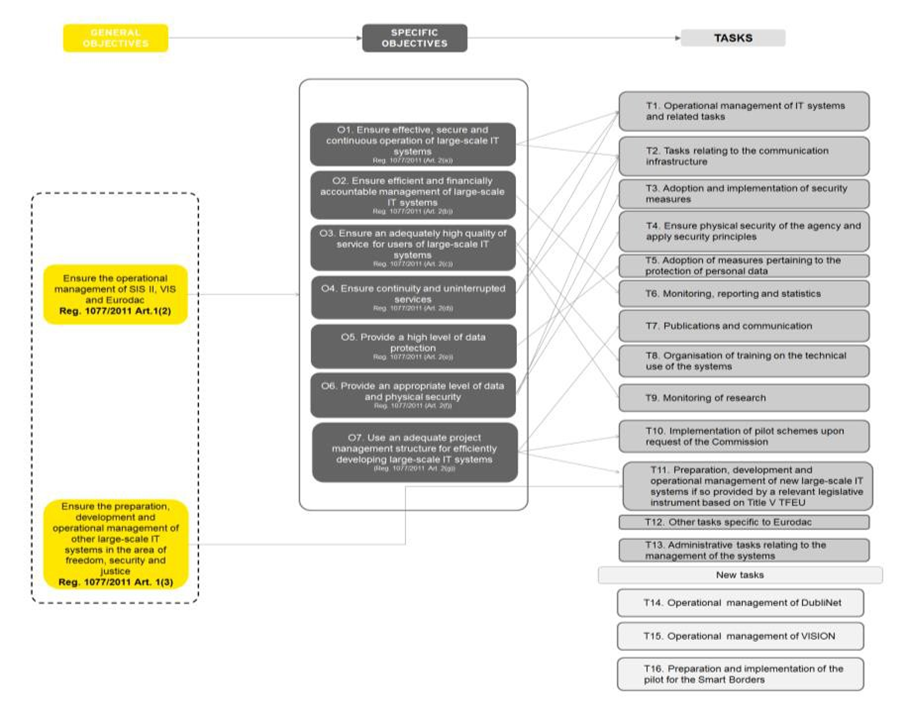 GENERAL
OBJECTIVES
SPECIFIC
OBJECTIVES
TASKS
Ensure the operational
management of SIS II, VIS
and Eurodac
Reg. 1077/2011 Art.1(2)
Ensure the preparation,
development and
operational management of
other large-scale IT
systems in the area of
freedom, security and
justice
Reg. 1077/2011 Art. 1(3)
O1. Ensure effective, secure and
continuous operation of large-scale IT
systems
Reg. 1077/2011 (Art. 2(a))
O2. Ensure efficient and financially
accountable management of large-scale
IT systems
Reg. 1077/2011 (Art. 2(b))
O3. Ensure an adequately high quality of
service for users of large-scale IT
systems
Reg. 1077/2011 (Art. 2(c))
O4. Ensure continuity and uninterrupted
services
Reg. 1077/2011 (Art. 2(d))
O5. Provide a high level of data
protection
Reg. 1077/2011 (Art. 2(e))
O6. Provide an appropriate level of data
and physical security
Reg. 1077/2011 (Art. 2(f))
O7. Use an adequate project
management structure for efficiently
developing large-scale IT systems
(Reg. 1077/2011 Art. 2(g))
T1. Operational management of IT systems
and related tasks
T2. Tasks relating to the communication
infrastructure
T3. Adoption and implementation of security
measures
T4. Ensure physical security of the agency and
apply security principles
T5. Adoption of measures pertaining to the
protection of personal data
T6. Monitoring, reporting and statistics
T7. Publications and communication
T8. Organisation of training on the technical
use of the systems
T9. Monitoring of research
T10. Implementation of pilot schemes upon
request of the Commission
T11. Preparation, development and
operational management of new large-scale IT
systems if so provided by a relevant legislative
instrument based on Title V TFEU
T12. Other tasks specific to Eurodac
T13. Administrative tasks relating to the
management of the systems
New tasks
T14. Operational management of DubliNet
T15. Operational management of VISION
T16. Preparation and implementation of the
pilot for the Smart Borders